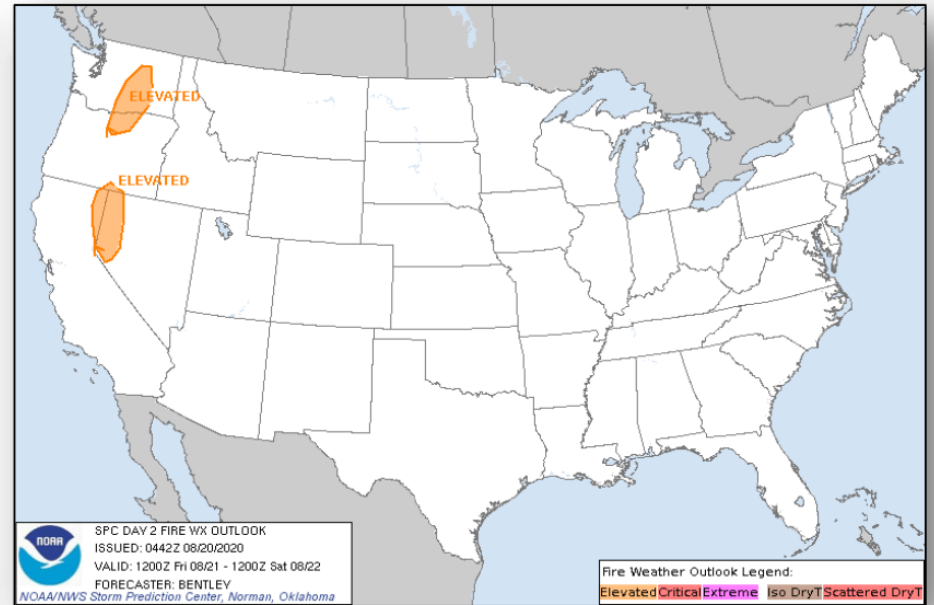 ELEVATED
ELEVATED
NOAA
SPC DAY 2 FIRE WX OUTLOOK
ISSUED: 0442Z 08/20/2020
VALID: 1200Z Fri 08/21 - 1200Z Sat 08/22
FORECASTER: BENTLEY
NOAA/NWS Storm Prediction Center, Norman, Oklahoma
Fire Weather Outlook Legend:
Elevated Critical Extreme Iso DryT Scattered DryT